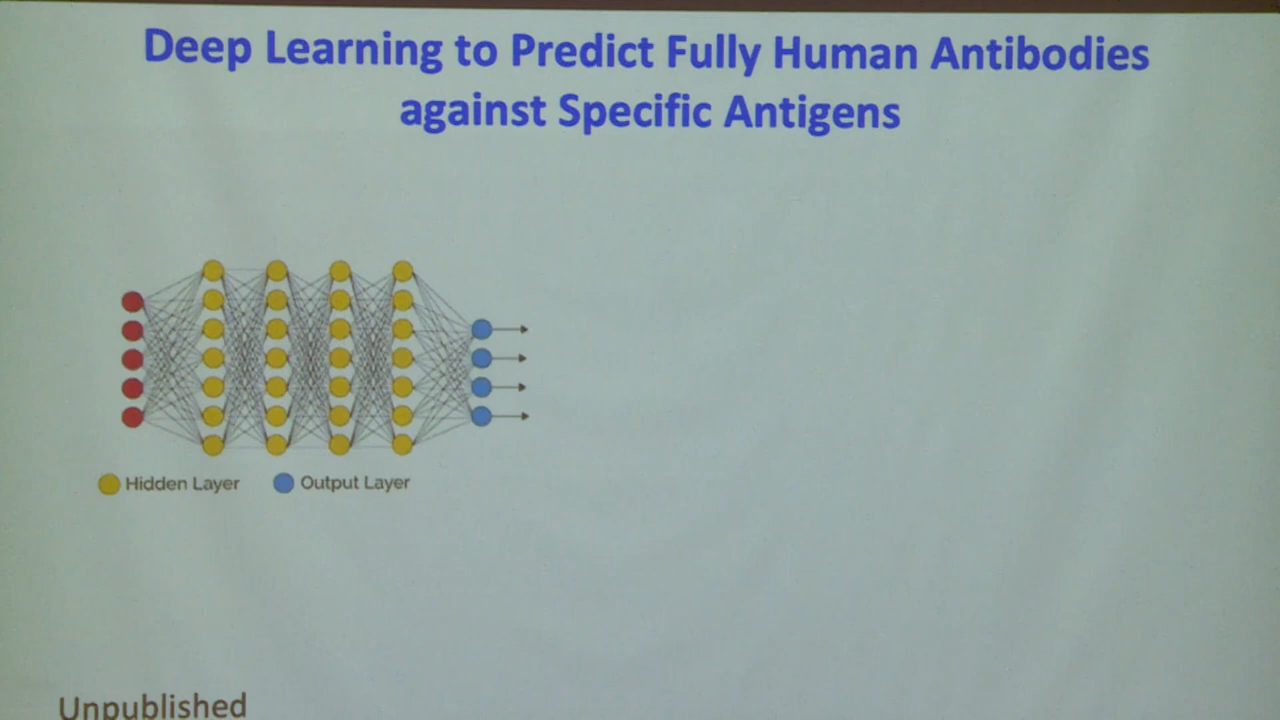 Deep Learning to Predict Fully Human Antibodies
against Specific Antigens
Hidden Layer
Output Layer
Unpublished